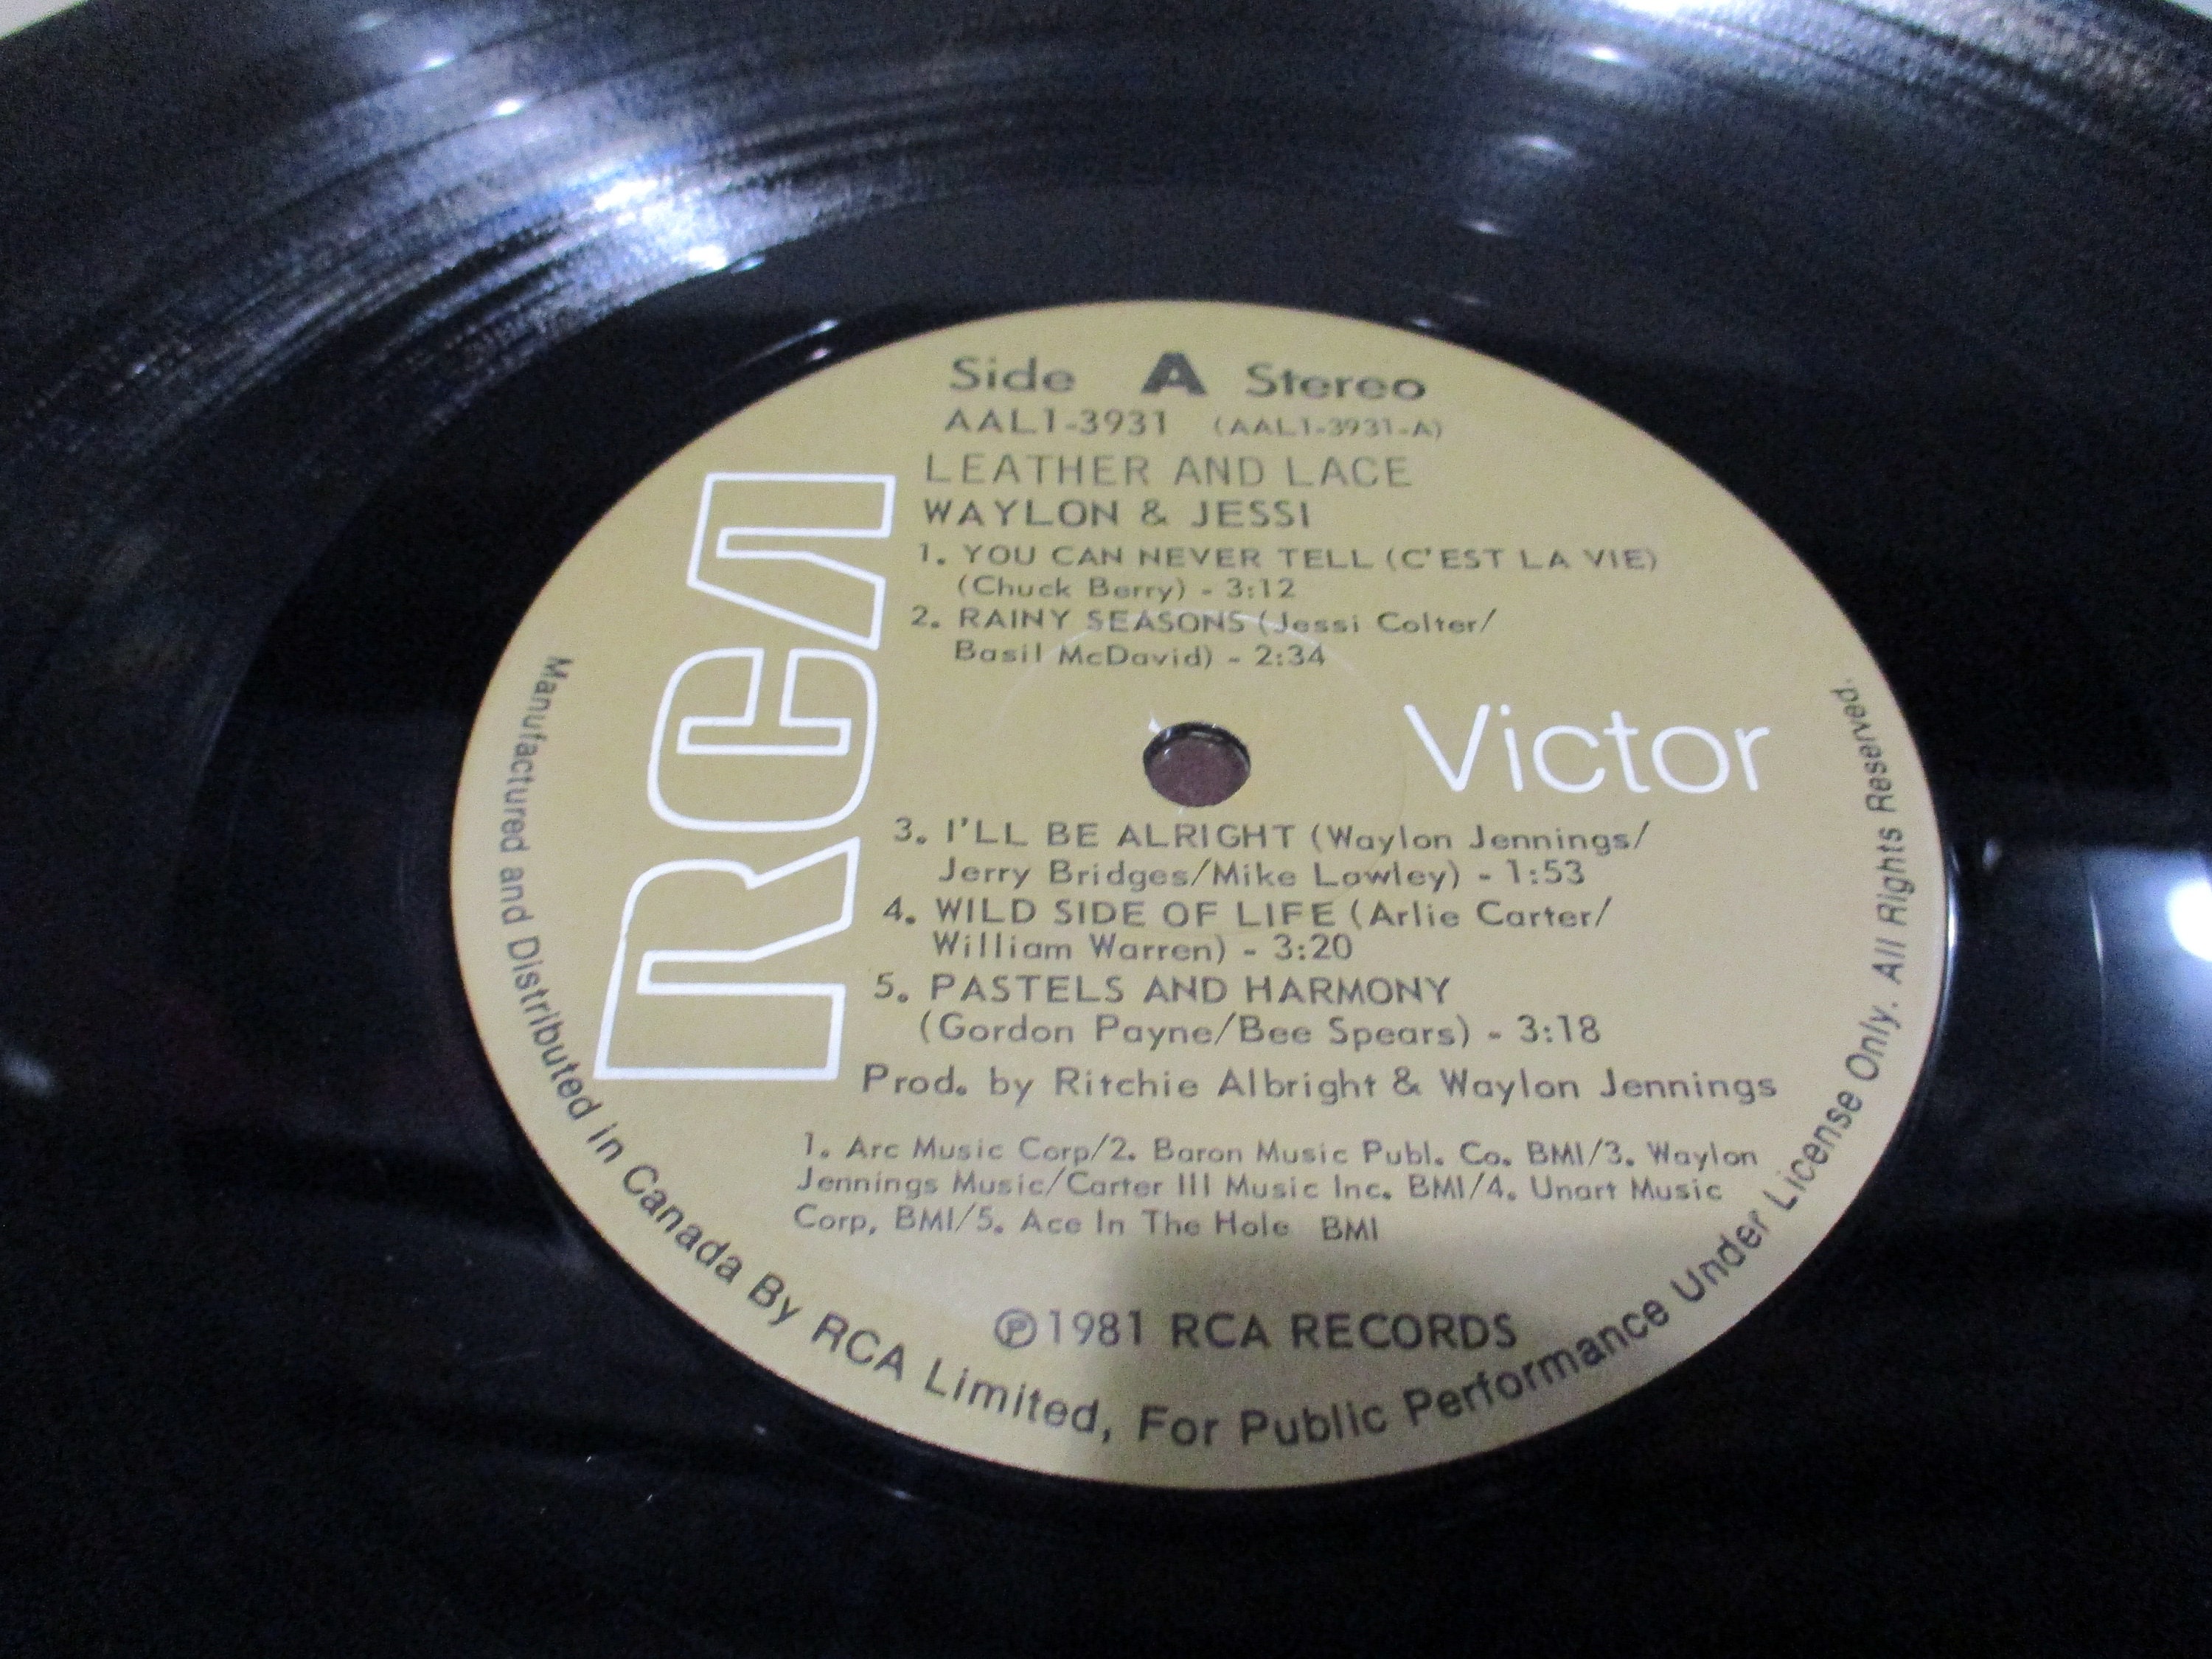 Side A Stereo
AAL1-3931 (AAL1-3931-A)
LEATHER AND LACE
WAYLON & JESSI
1. YOU CAN NEVER TELL (C'EST LA VIE)
(Chuck Berry) - 3:12
2. RAINY SEASONS (Jessi Colter/
Basil McDavid) - 2:34
RCA
Victor
3. I'LL BE ALRIGHT (Waylon Jennings/
Jerry Bridges/Mike Lawley) - 1:53
4. WILD SIDE OF LIFE (Arlie Carter/
William Warren) - 3:20
5. PASTELS AND HARMONY
(Gordon Payne/Bee Spears) - 3:18
Prod. by Ritchie Albright & Waylon Jennings
1. Arc Music Corp/2. Baron Music Publ. Co. BMI/3. Waylon
Jennings Music/Carter III Music Inc. BMI/4. Unart Music
Corp, BMI/5. Ace In The Hole BMI
℗1981 RCA RECORDS
Manufactured and Distributed in Canada By RCA Limited, For Public Performance Under License Only. All Rights Reserved.